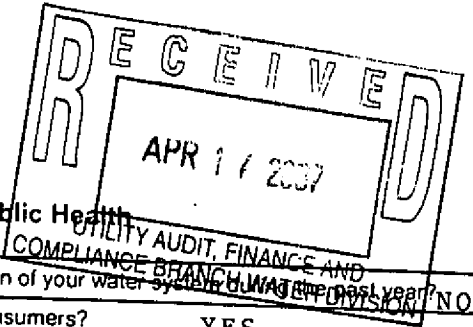 RECEIVED
APR 17 2007
blic Health
UTILITY AUDIT, FINANCE AND
COMPLIANCE BRANCH WATER DIVISION
n of your water system during the past year? NO
nsumers? YES